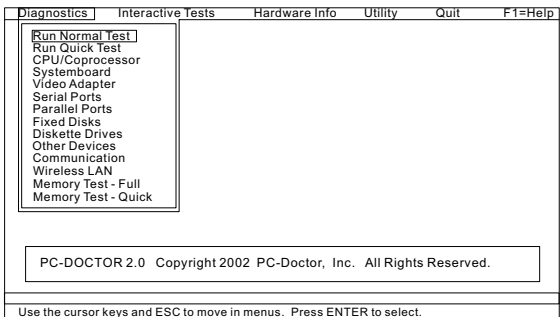 Diagnostics Interactive Tests Hardware Info Utility Quit F1=Help
Run Normal Test
Run Quick Test
CPU/Coprocessor
Systemboard
Video Adapter
Serial Ports
Parallel Ports
Fixed Disks
Diskette Drives
Other Devices
Communication
Wireless LAN
Memory Test - Full
Memory Test - Quick
PC-DOCTOR 2.0 Copyright 2002 PC-Doctor, Inc. All Rights Reserved.
Use the cursor keys and ESC to move in menus. Press ENTER to select.